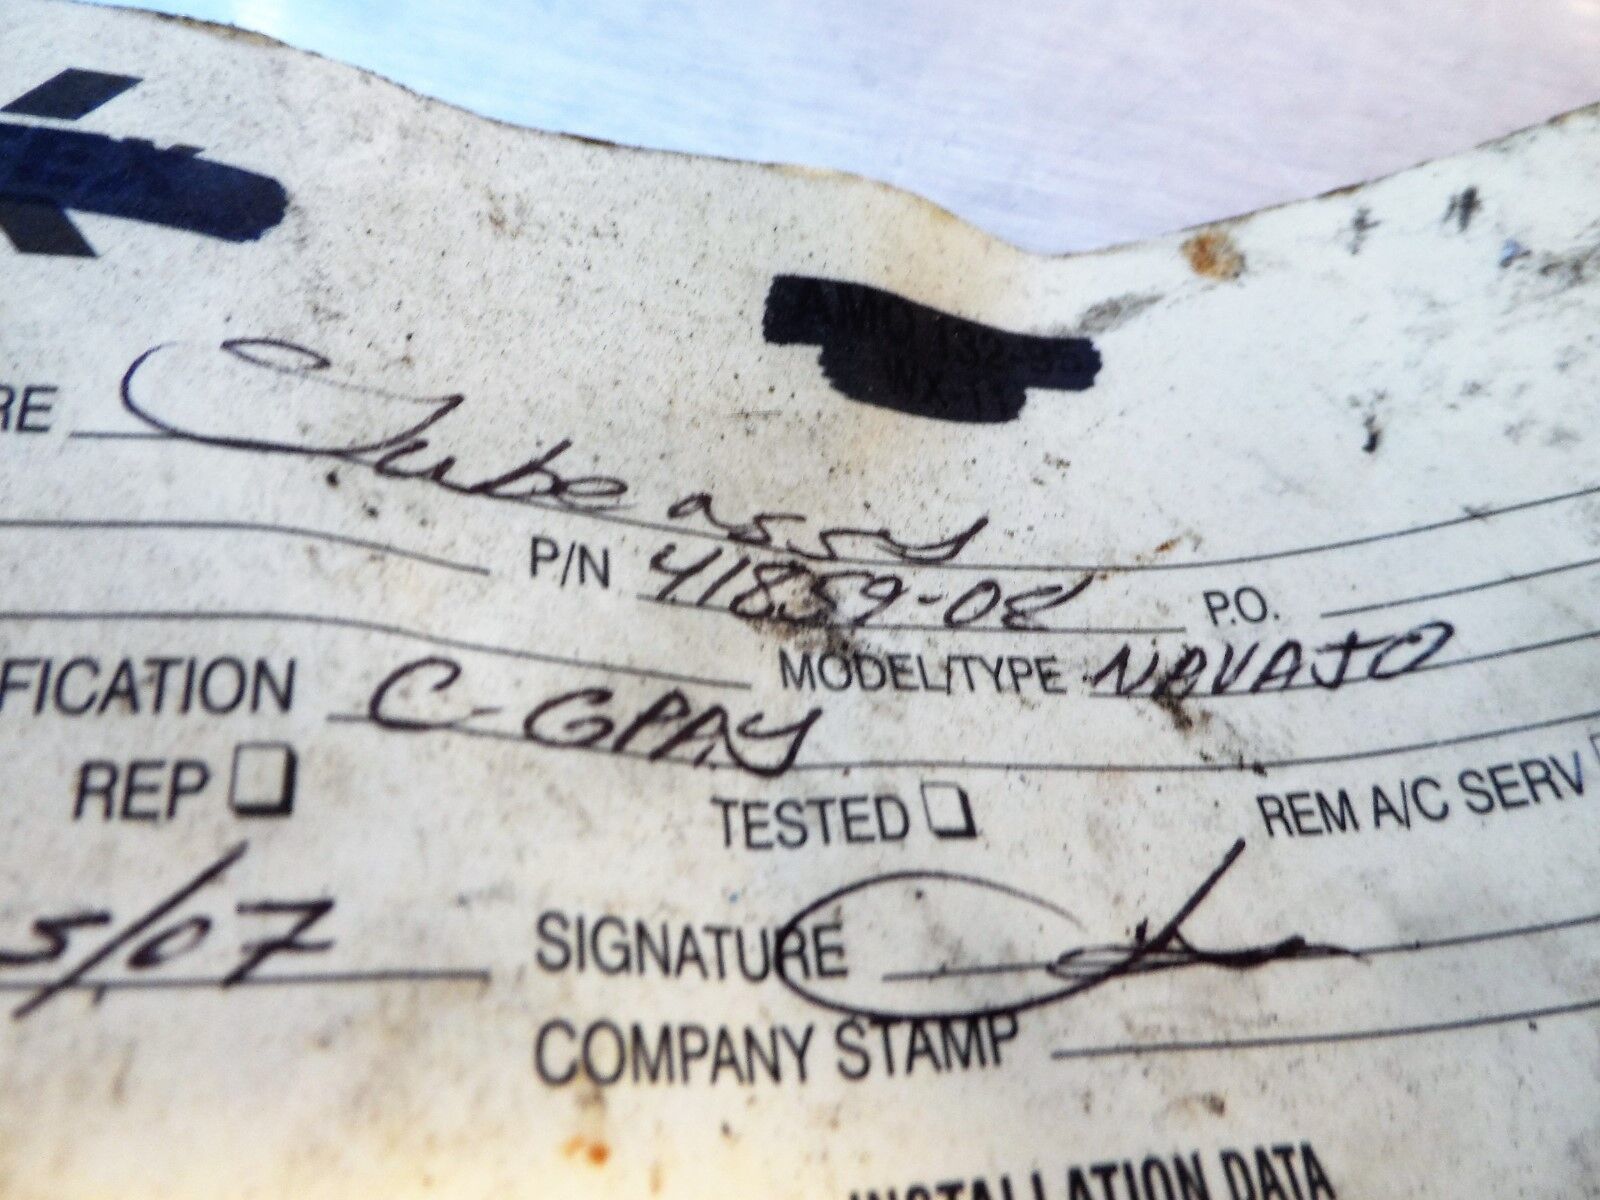 RE Tube assy
P/N 41859-02 P.O.
MODEL/TYPE NAVAJO
FICATION C-GPAY
REP TESTED REM A/C SERV
5/07 SIGNATURE
COMPANY STAMP
INSTALLATION DATA